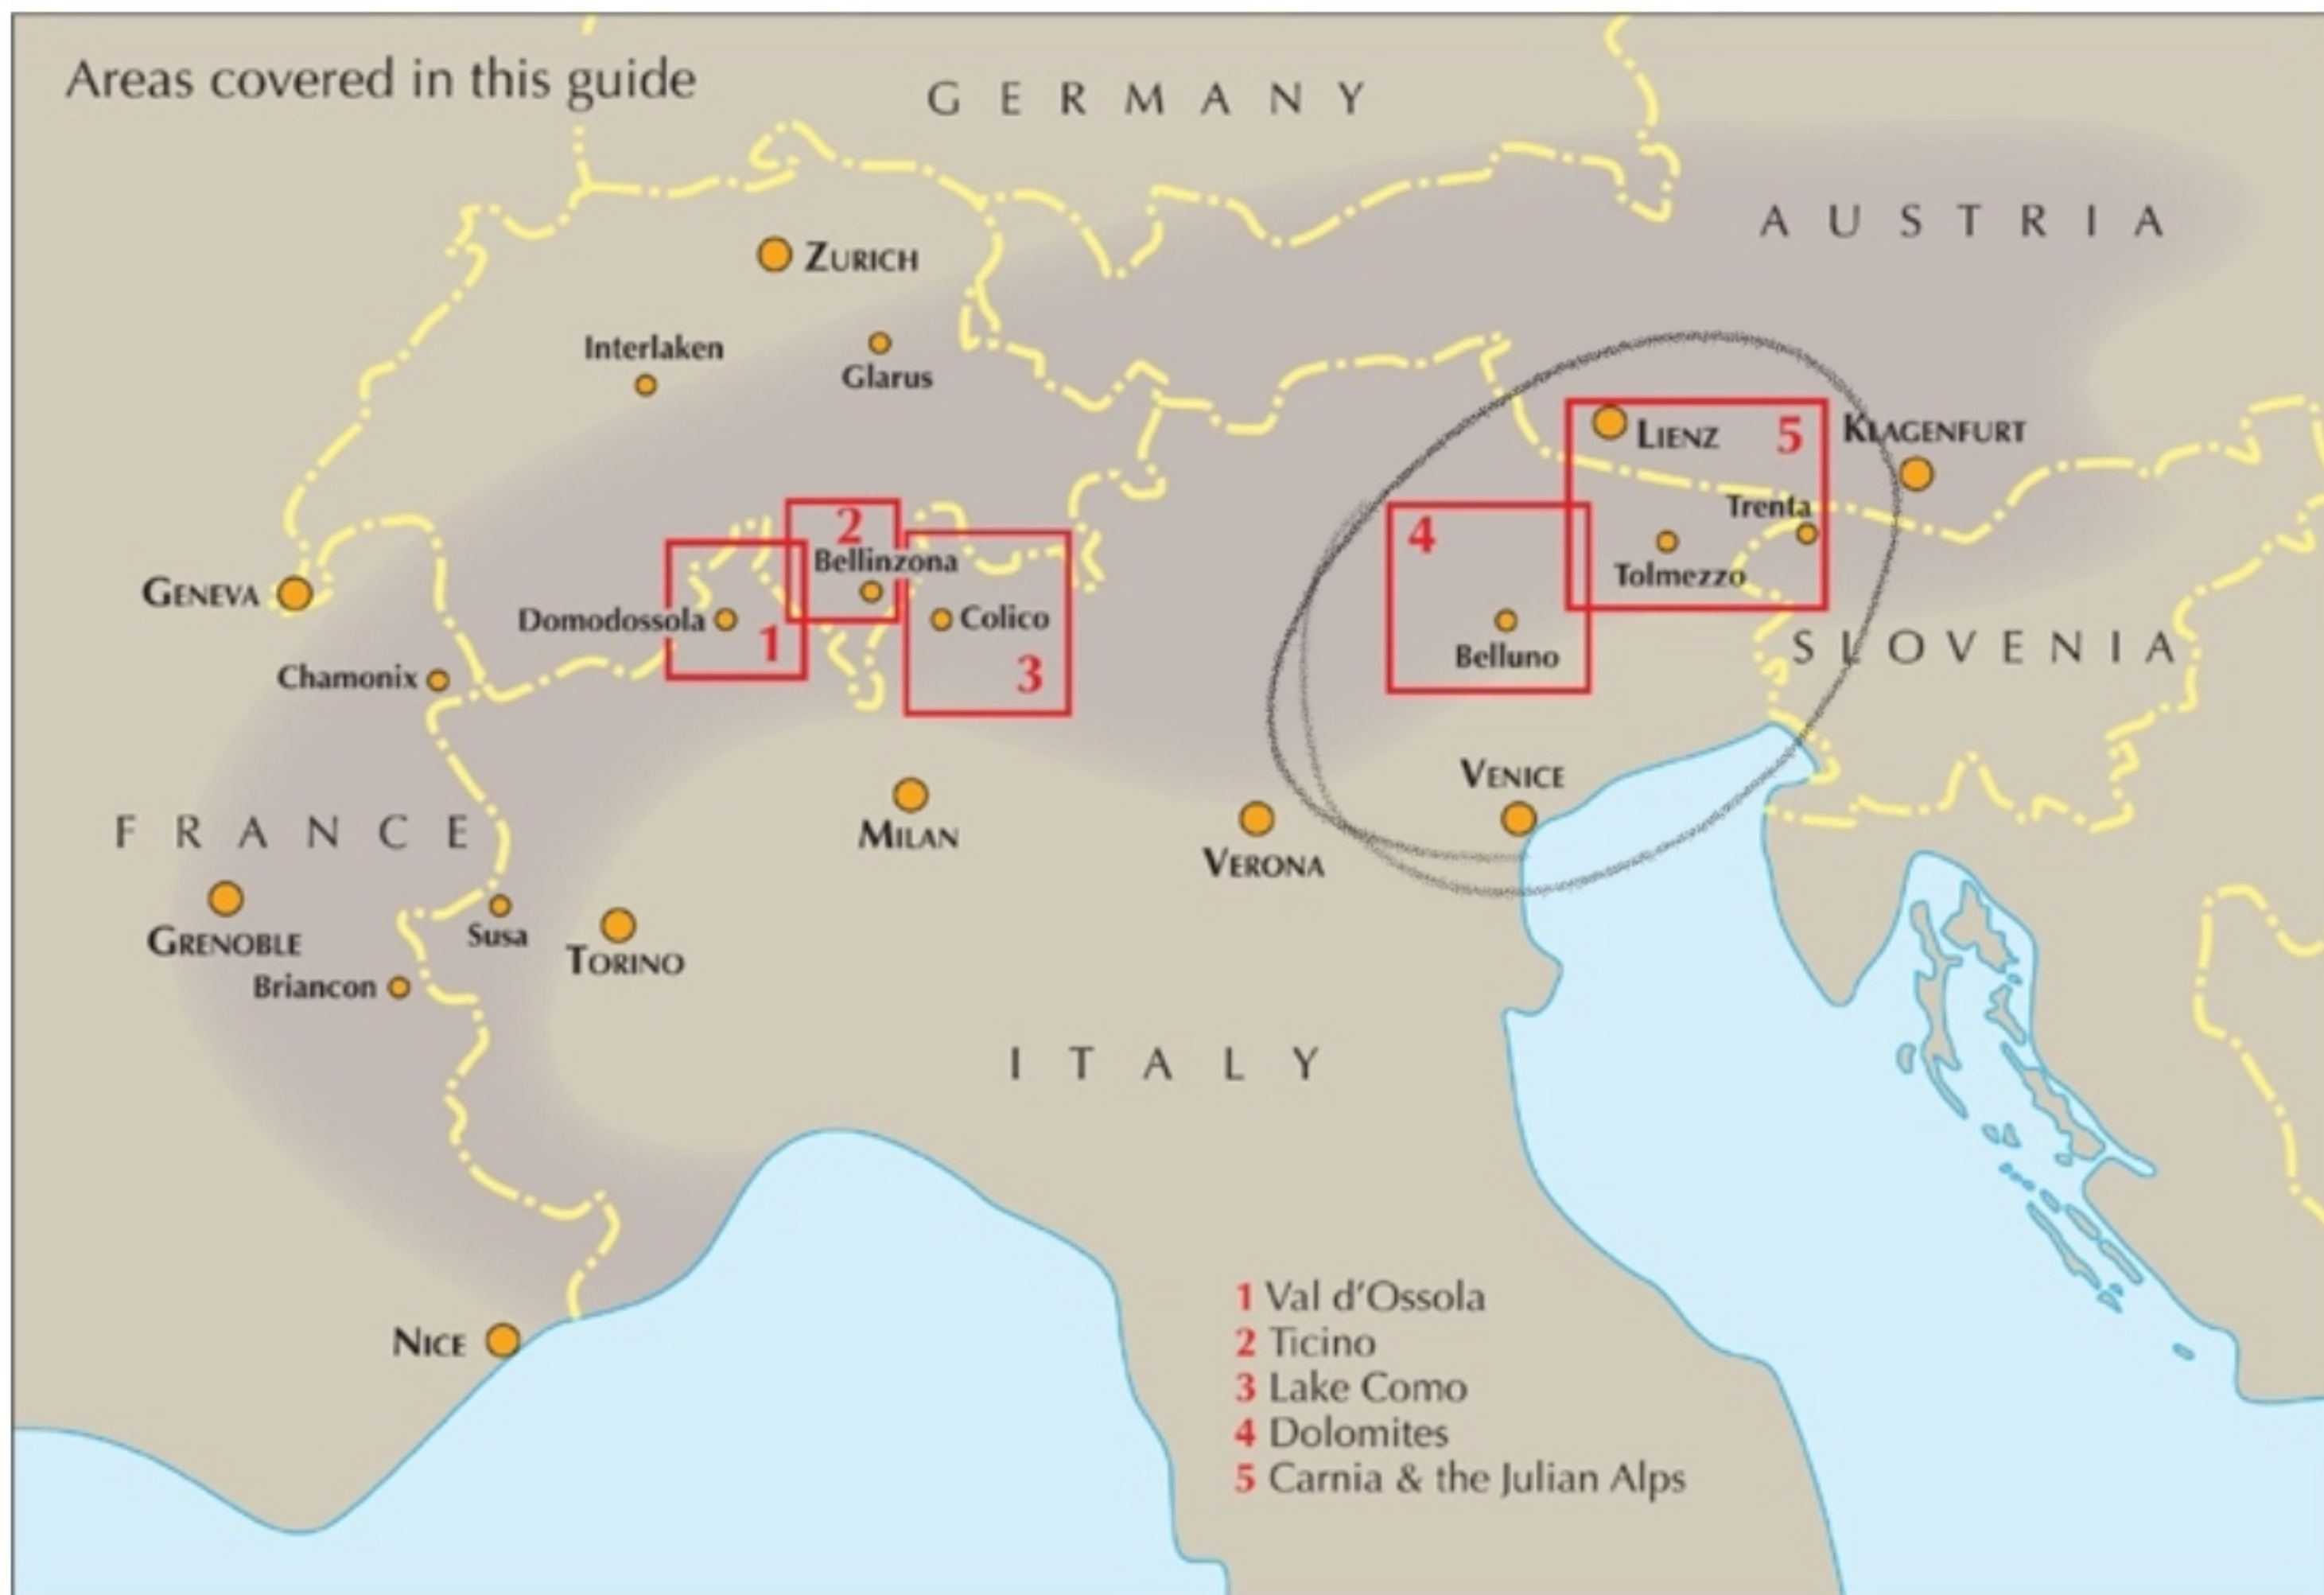 Areas covered in this guide
GERMANY
AUSTRIA
ZURICH
Interlaken
Glarus
LIENZ
5
KLAGENFURT
2
Trenta
4
Bellinzona
Tolmezzo
GENEVA
Domodossola
1
Colico
3
Belluno
SLOVENIA
Chamonix
VENICE
FRANCE
MILAN
VERONA
GRENOBLE
Susa
TORINO
Briancon
ITALY
NICE
1 Val d'Ossola
2 Ticino
3 Lake Como
4 Dolomites
5 Carnia & the Julian Alps